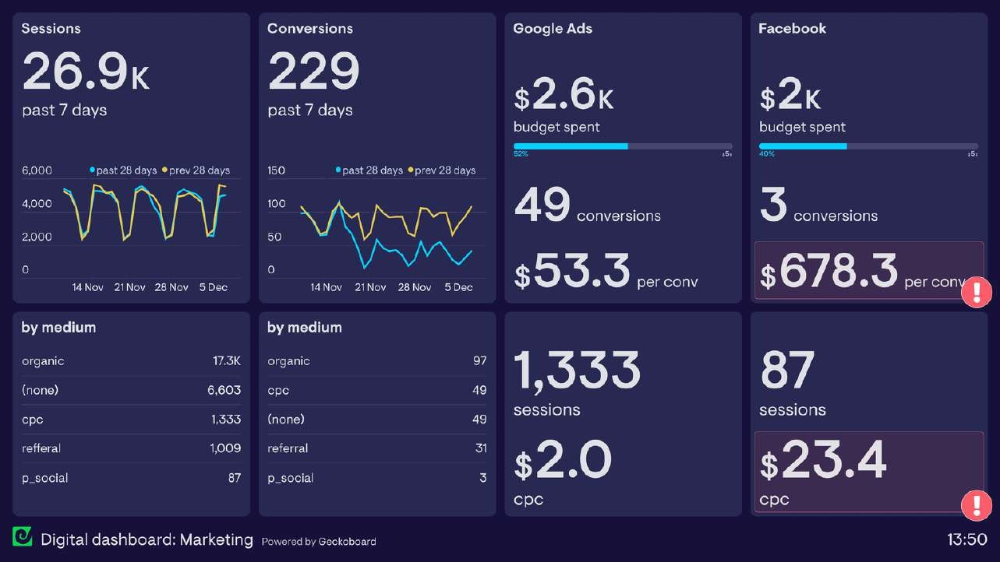 Sessions
26.9K
past 7 days
past 28 days prev 28 days
6,000
4,000
2,000
0
14 Nov 21 Nov 28 Nov 5 Dec
Conversions
229
past 7 days
past 28 days prev 28 days
150
100
50
0
14 Nov 21 Nov 28 Nov 5 Dec
Google Ads
$2.6K
budget spent
52% $5K
49 conversions
$53.3 per conv
Facebook
$2K
budget spent
40% $5K
3 conversions
$678.3 per conv
!
by medium
organic 17.3K
(none) 6,603
cpc 1,333
refferal 1,009
p_social 87
by medium
organic 97
cpc 49
(none) 49
referral 31
p_social 3
1,333
sessions
$2.0
cpc
87
sessions
$23.4
cpc
!
Digital dashboard: Marketing Powered by Geckoboard
13:50